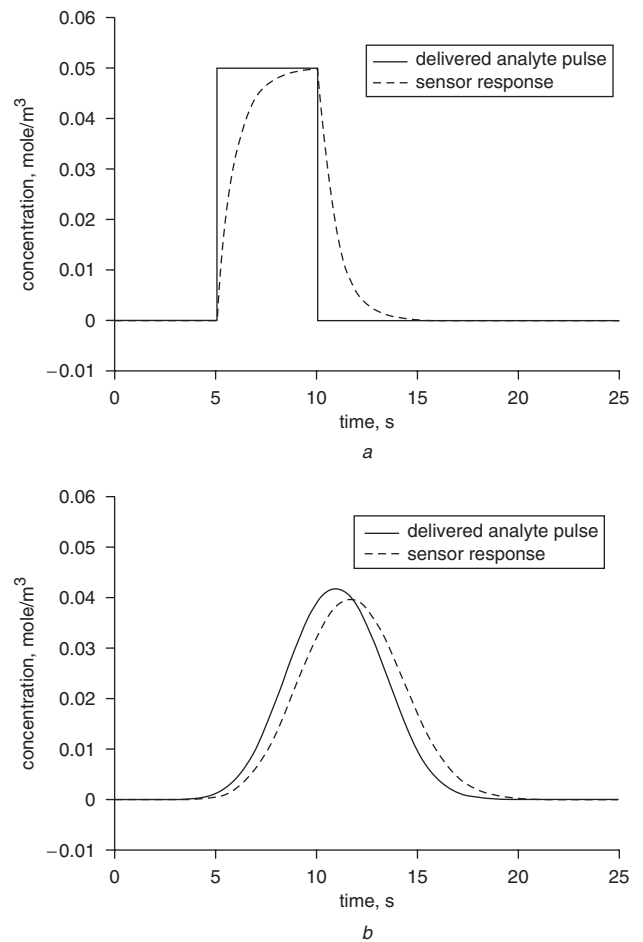 0.06
delivered analyte pulse
sensor response
0.05
0.04
0.03
0.02
0.01
0
−0.01
concentration, mole/m³
0 5 10 15 20 25
time, s
a
0.06
delivered analyte pulse
sensor response
0.05
0.04
0.03
0.02
0.01
0
−0.01
concentration, mole/m³
0 5 10 15 20 25
time, s
b